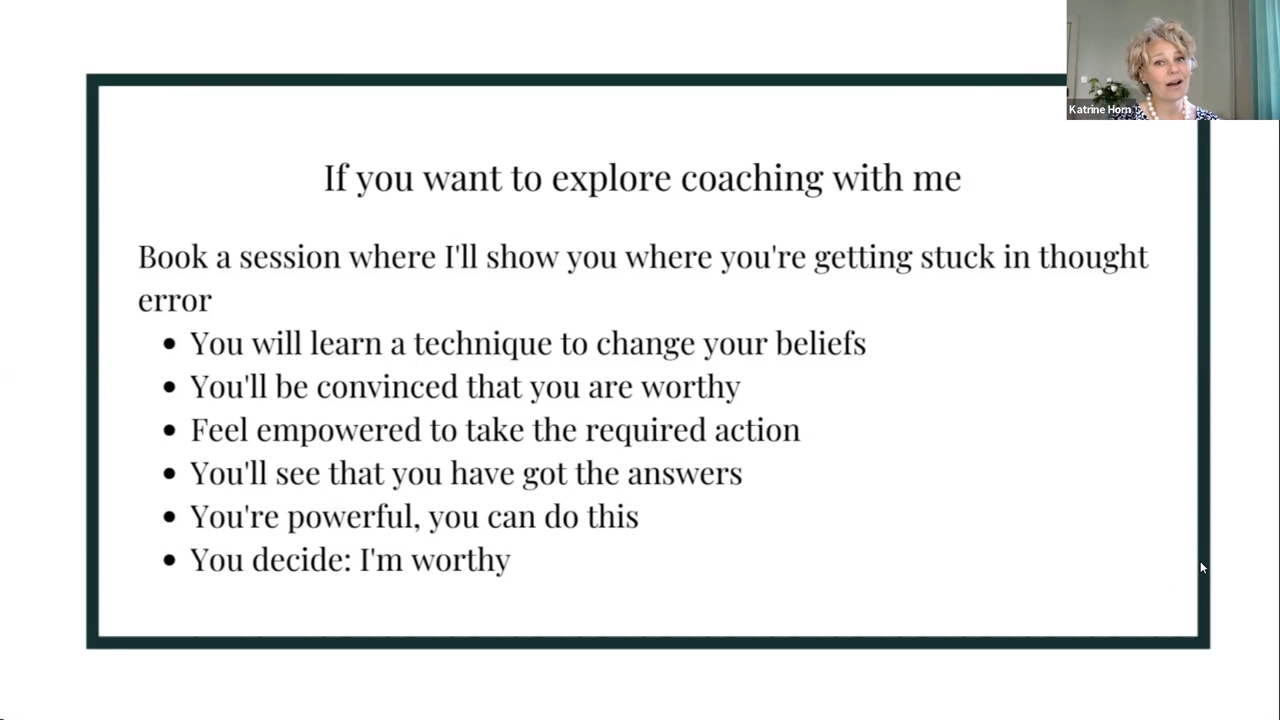 Katrine Horn
If you want to explore coaching with me
Book a session where I'll show you where you're getting stuck in thought
error
• You will learn a technique to change your beliefs
• You'll be convinced that you are worthy
• Feel empowered to take the required action
• You'll see that you have got the answers
• You're powerful, you can do this
• You decide: I'm worthy